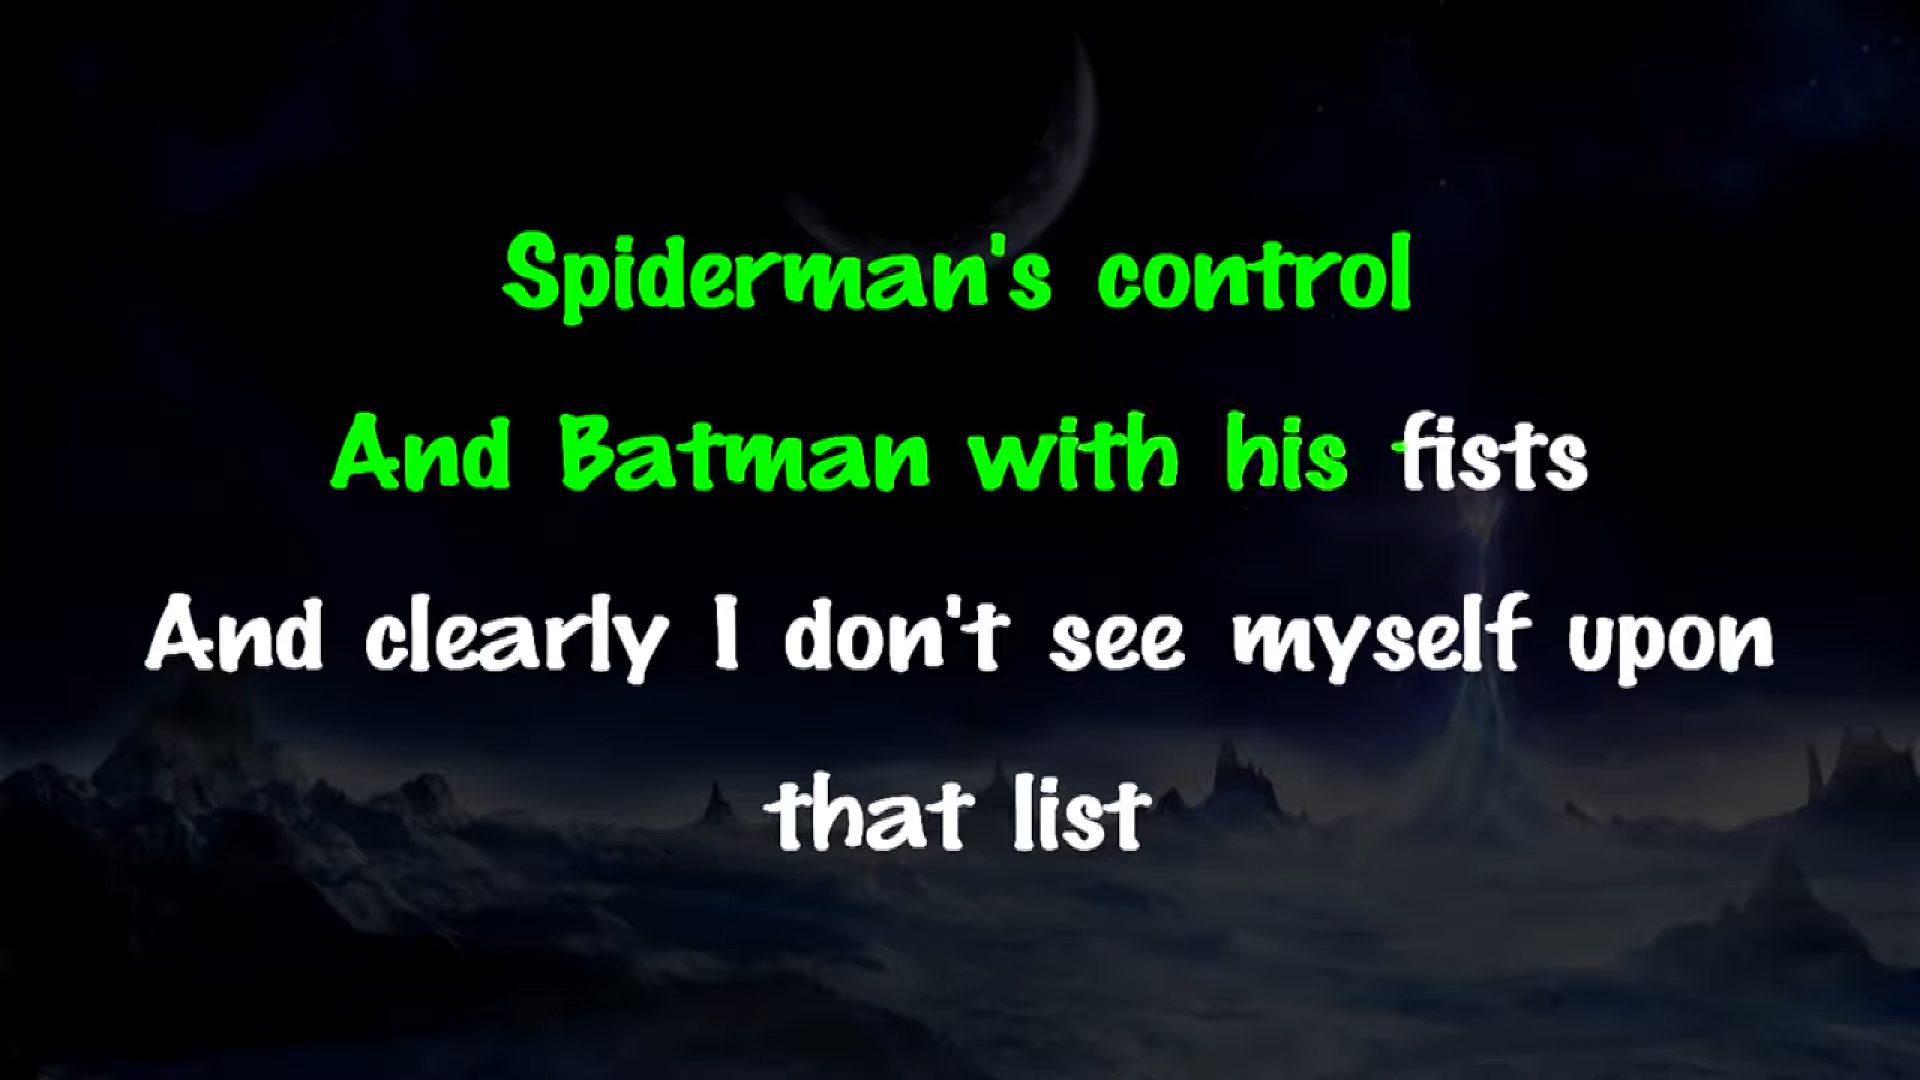 Spiderman's control
And Batman with his fists
And clearly I don't see myself upon
that list